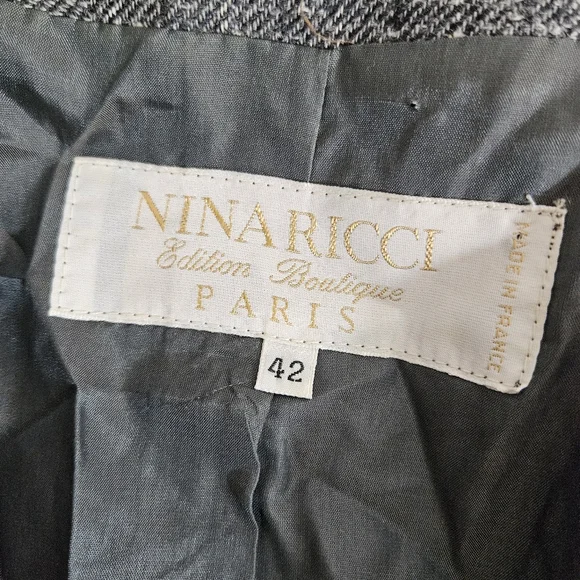 NINA RICCI
Edition Boutique
PARIS
MADE IN FRANCE
42